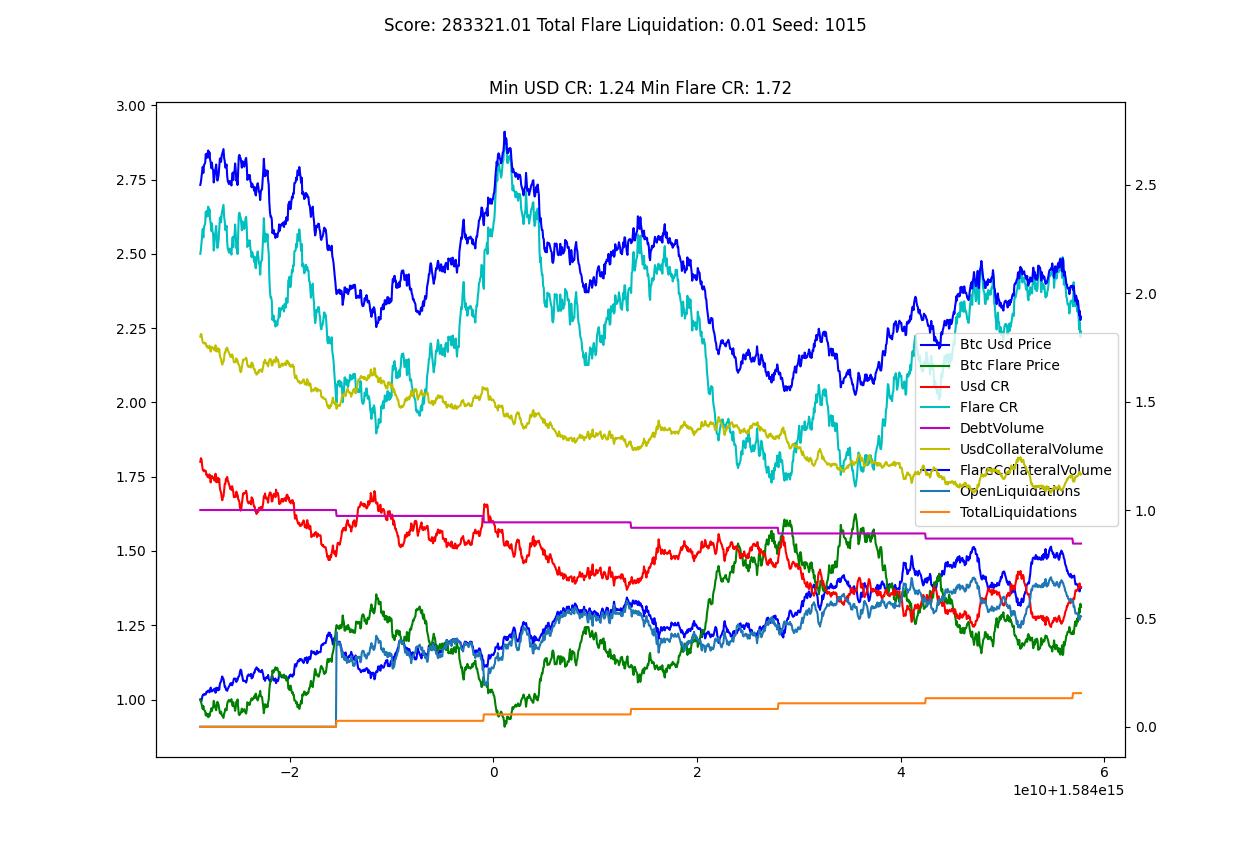 Score: 283321.01 Total Flare Liquidation: 0.01 Seed: 1015
Min USD CR: 1.24 Min Flare CR: 1.72
3.00
2.75
2.50
2.25
2.00
1.75
1.50
1.25
1.00
2.5
2.0
1.5
1.0
0.5
0.0
Btc Usd Price
Btc Flare Price
Usd CR
Flare CR
DebtVolume
UsdCollateralVolume
FlareCollateralVolume
OpenLiquidations
TotalLiquidations
−2
0
2
4
6
1e10+1.584e15